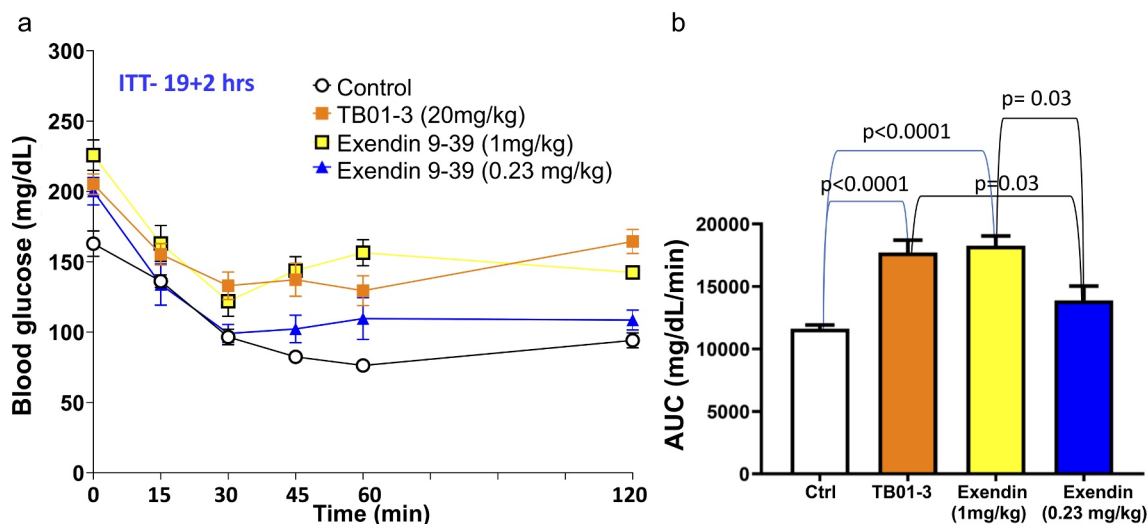 a
ITT- 19+2 hrs
Control
TB01-3 (20mg/kg)
Exendin 9-39 (1mg/kg)
Exendin 9-39 (0.23 mg/kg)
Blood glucose (mg/dL)
300
250
200
150
100
50
0
0 15 30 45 60 120
Time (min)
b
p= 0.03
p<0.0001
p<0.0001
p=0.03
AUC (mg/dL/min)
20000
15000
10000
5000
0
Ctrl TB01-3 Exendin Exendin
(1mg/kg) (0.23 mg/kg)